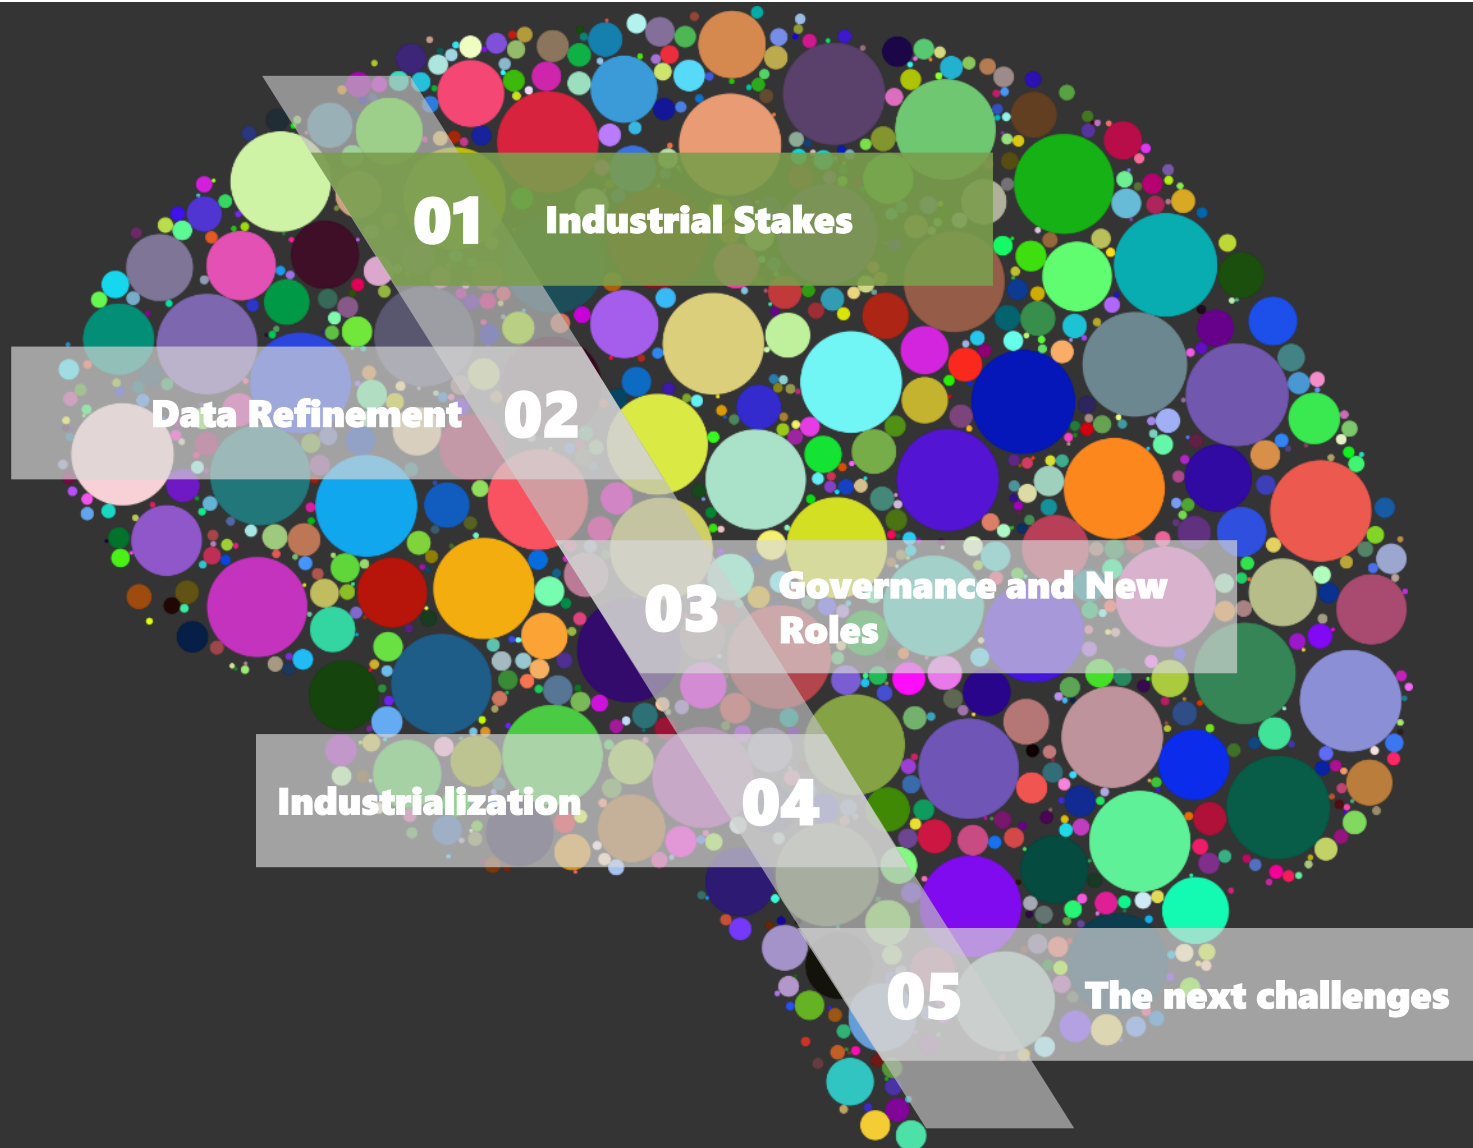 01 Industrial Stakes
Data Refinement 02
03 Governance and New
Roles
Industrialization 04
05 The next challenges